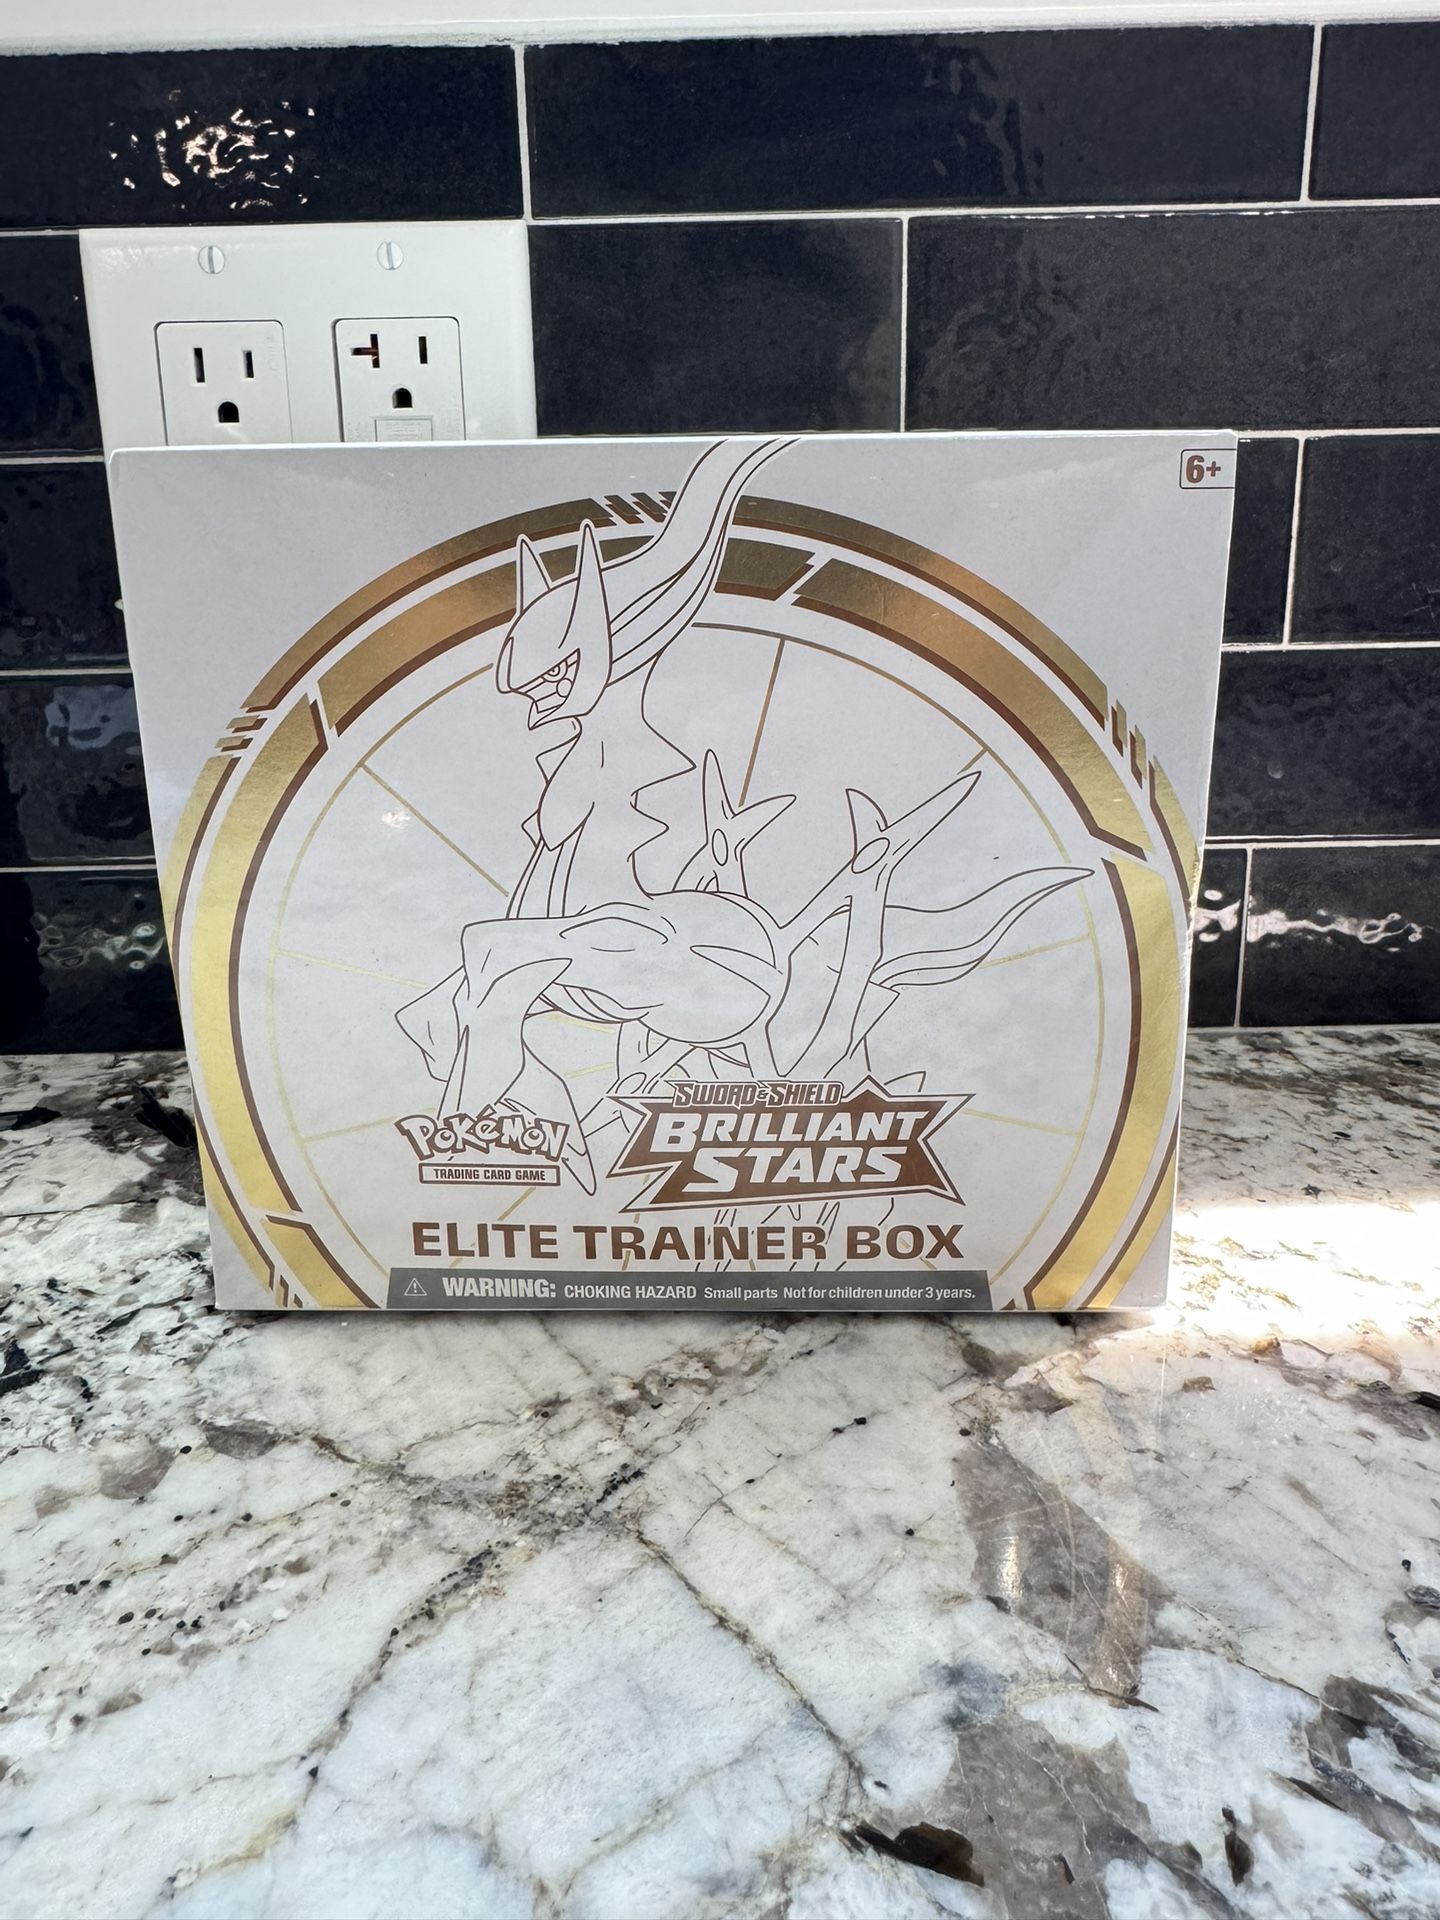 6+
SWORD & SHIELD
POKéMON
BRILLIANT
STARS
TRADING CARD GAME
ELITE TRAINER BOX
WARNING: CHOKING HAZARD Small parts Not for children under 3 years.